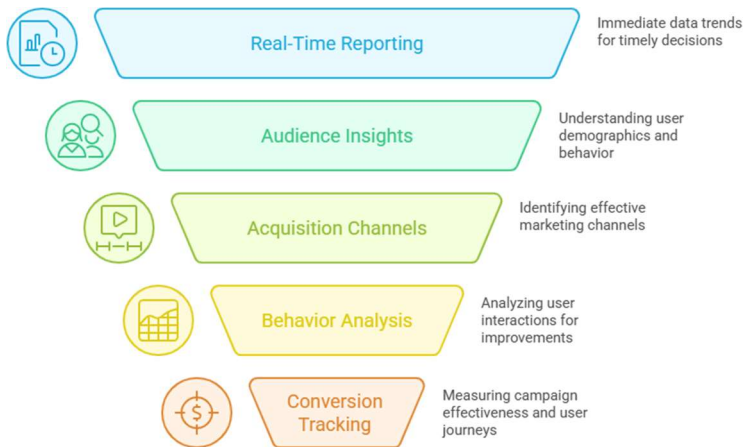 Real-Time Reporting
Immediate data trends
for timely decisions
Audience Insights
Understanding user
demographics and
behavior
Acquisition Channels
Identifying effective
marketing channels
Behavior Analysis
Analyzing user
interactions for
improvements
$
Conversion
Tracking
Measuring campaign
effectiveness and user
journeys